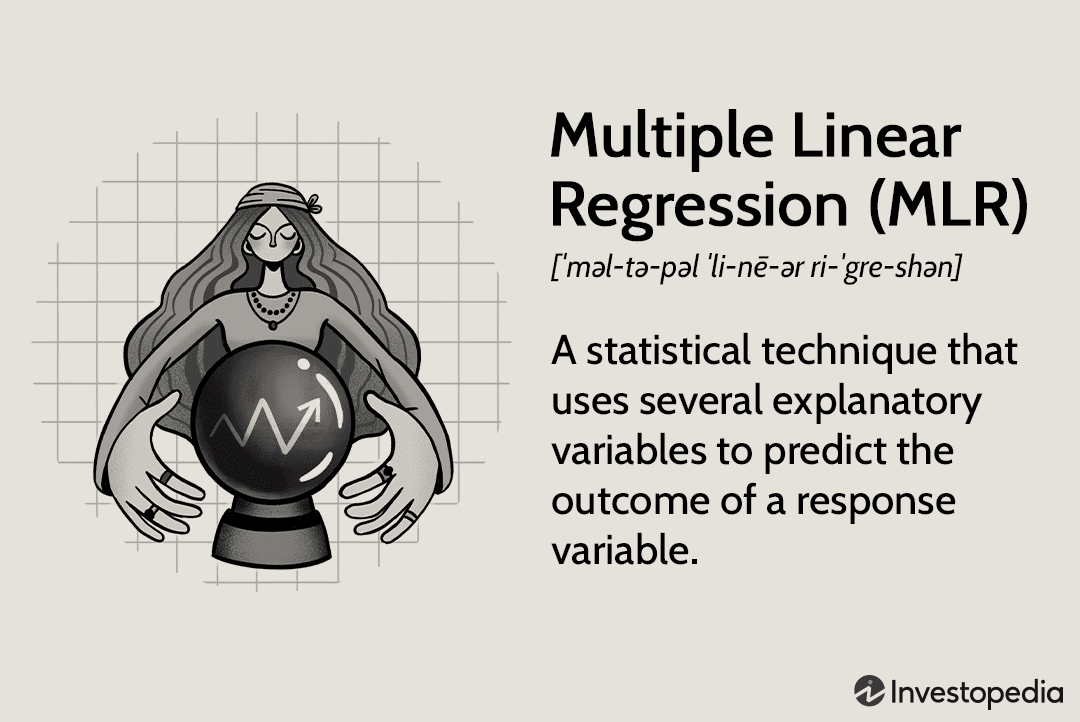 Multiple Linear
Regression (MLR)
[ˈməl-tə-pəl ˈli-nē-ər ri-ˈgre-shən]
A statistical technique that
uses several explanatory
variables to predict the
outcome of a response
variable.
Investopedia